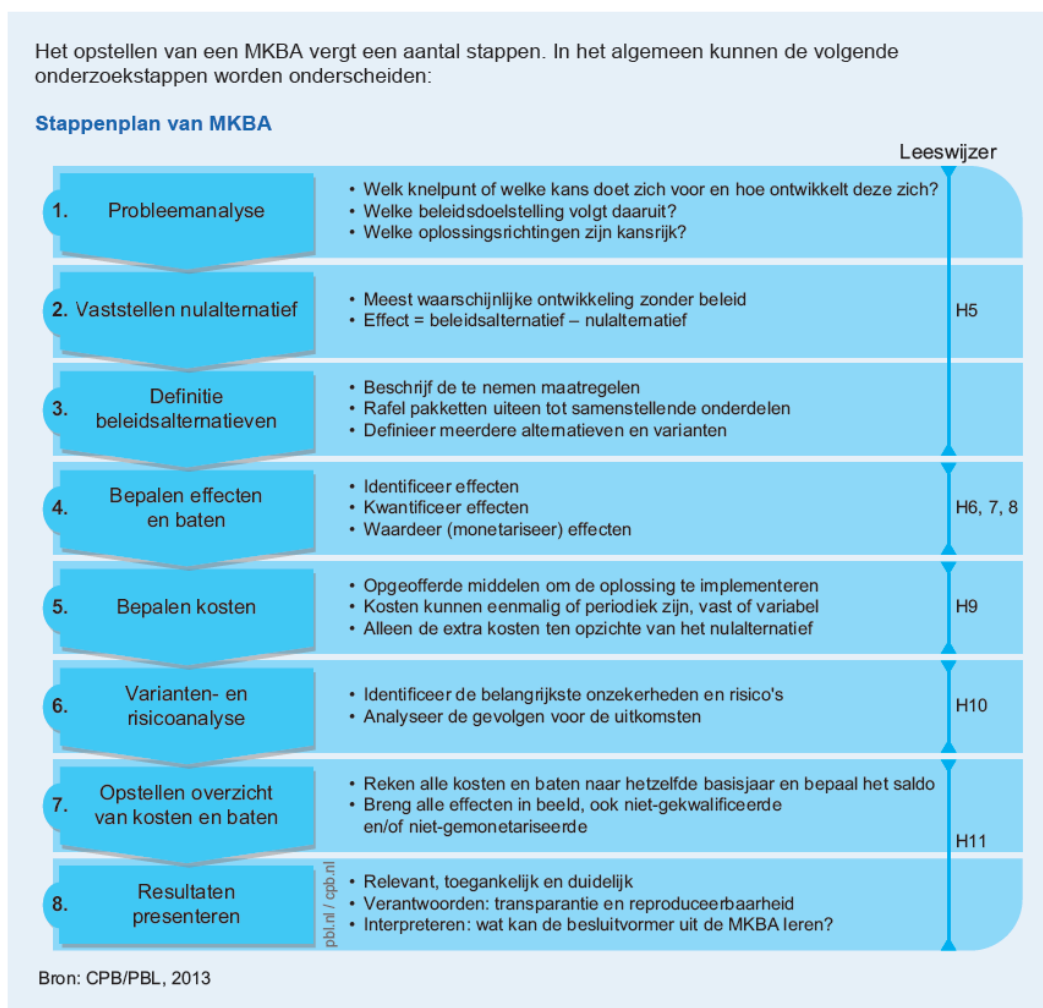 Het opstellen van een MKBA vergt een aantal stappen. In het algemeen kunnen de volgende
onderzoekstappen worden onderscheiden:
Stappenplan van MKBA
Leeswijzer
1. Probleemanalyse
• Welk knelpunt of welke kans doet zich voor en hoe ontwikkelt deze zich?
• Welke beleidsdoelstelling volgt daaruit?
• Welke oplossingsrichtingen zijn kansrijk?
2. Vaststellen nulalternatief
• Meest waarschijnlijke ontwikkeling zonder beleid
• Effect = beleidsalternatief – nulalternatief
H5
3. Definitie
beleidsalternatieven
• Beschrijf de te nemen maatregelen
• Rafel pakketten uiteen tot samenstellende onderdelen
• Definieer meerdere alternatieven en varianten
4. Bepalen effecten
en baten
• Identificeer effecten
• Kwantificeer effecten
• Waardeer (monetariseer) effecten
H6, 7, 8
5. Bepalen kosten
• Opgeofferde middelen om de oplossing te implementeren
• Kosten kunnen eenmalig of periodiek zijn, vast of variabel
• Alleen de extra kosten ten opzichte van het nulalternatief
H9
6. Varianten- en
risicoanalyse
• Identificeer de belangrijkste onzekerheden en risico's
• Analyseer de gevolgen voor de uitkomsten
H10
7. Opstellen overzicht
van kosten en baten
• Reken alle kosten en baten naar hetzelfde basisjaar en bepaal het saldo
• Breng alle effecten in beeld, ook niet-gekwalificeerde
en/of niet-gemonetariseerde
H11
8. Resultaten
presenteren
pbl.nl / cpb.nl
• Relevant, toegankelijk en duidelijk
• Verantwoorden: transparantie en reproduceerbaarheid
• Interpreteren: wat kan de besluitvormer uit de MKBA leren?
Bron: CPB/PBL, 2013